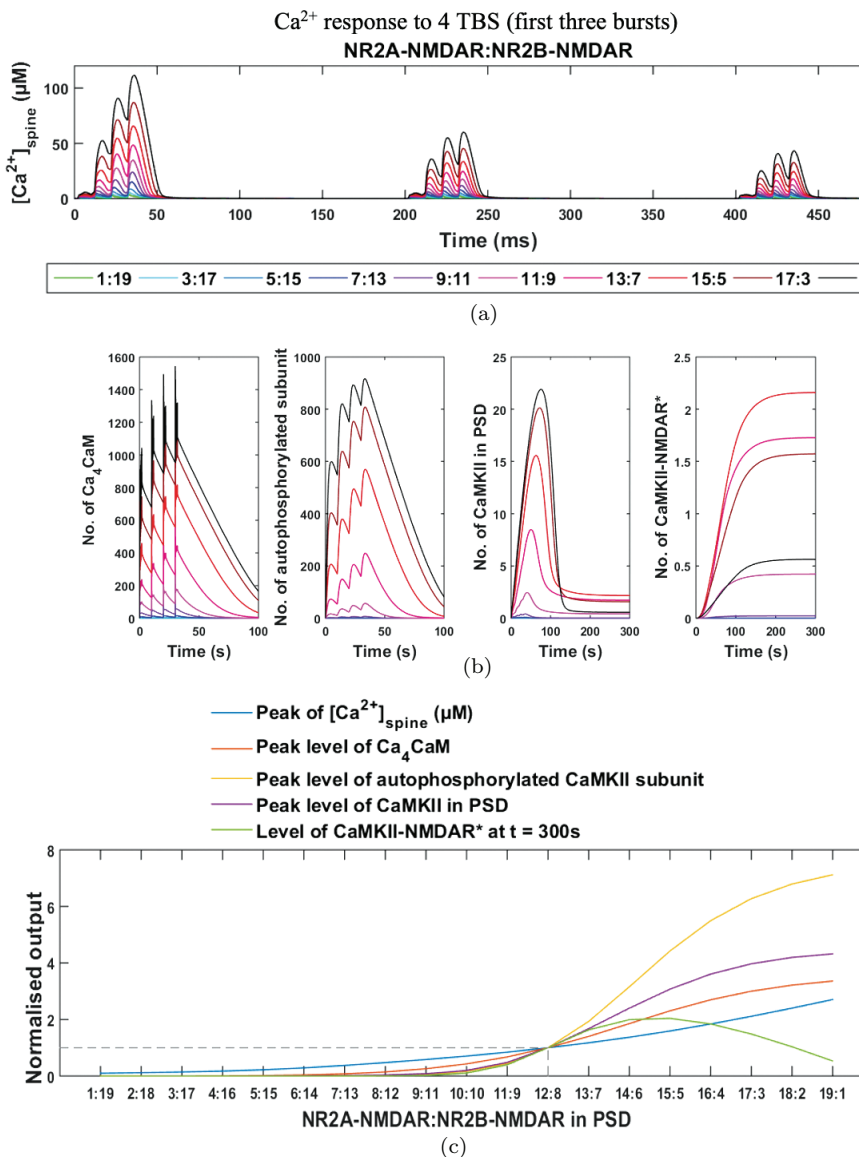 Ca²⁺ response to 4 TBS (first three bursts)
NR2A-NMDAR:NR2B-NMDAR
[Ca²⁺]spine (µM)
100
50
0
0 50 100 150 200 250 300 350 400 450
Time (ms)
1:19 3:17 5:15 7:13 9:11 11:9 13:7 15:5 17:3
(a)
No. of Ca₄CaM
1600
1400
1200
1000
800
600
400
200
0
0 50 100
Time (s)
No. of autophosphorylated subunit
1000
900
800
700
600
500
400
300
200
100
0
0 50 100
Time (s)
No. of CaMKII in PSD
25
20
15
10
5
0
0 100 200 300
Time (s)
No. of CaMKII-NMDAR*
2.5
2
1.5
1
0.5
0
0 100 200 300
Time (s)
(b)
Peak of [Ca²⁺]spine (µM)
Peak level of Ca₄CaM
Peak level of autophosphorylated CaMKII subunit
Peak level of CaMKII in PSD
Level of CaMKII-NMDAR* at t = 300s
Normalised output
8
6
4
2
0
1:19 2:18 3:17 4:16 5:15 6:14 7:13 8:12 9:11 10:10 11:9 12:8 13:7 14:6 15:5 16:4 17:3 18:2 19:1
NR2A-NMDAR:NR2B-NMDAR in PSD
(c)